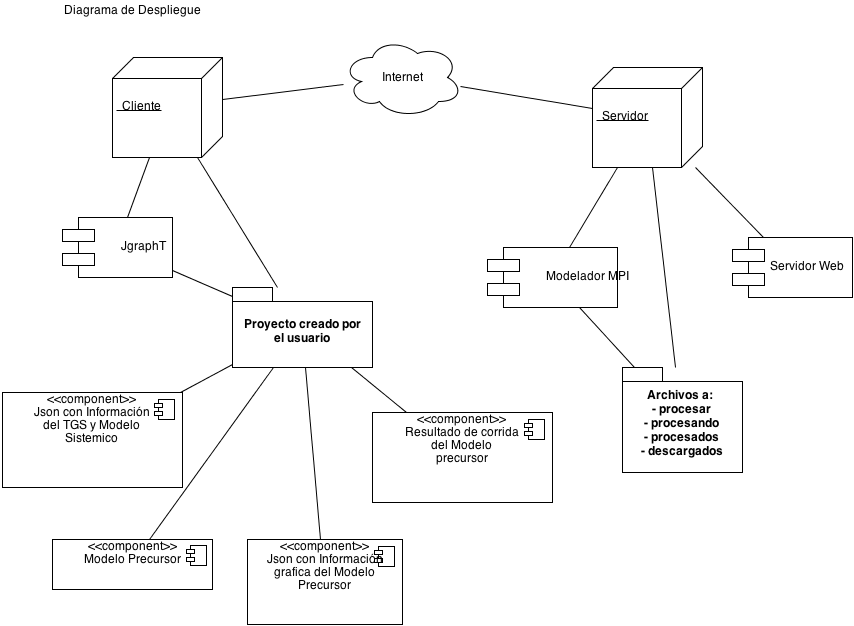 Diagrama de Despliegue
Internet
Cliente
Servidor
JgraphT
Modelador MPI
Servidor Web
Proyecto creado por
el usuario
Archivos a:
- procesar
- procesando
- procesados
- descargados
<<component>>
Json con Información
del TGS y Modelo
Sistemico
<<component>>
Resultado de corrida
del Modelo
precursor
<<component>>
Modelo Precursor
<<component>>
Json con Información
grafica del Modelo
Precursor